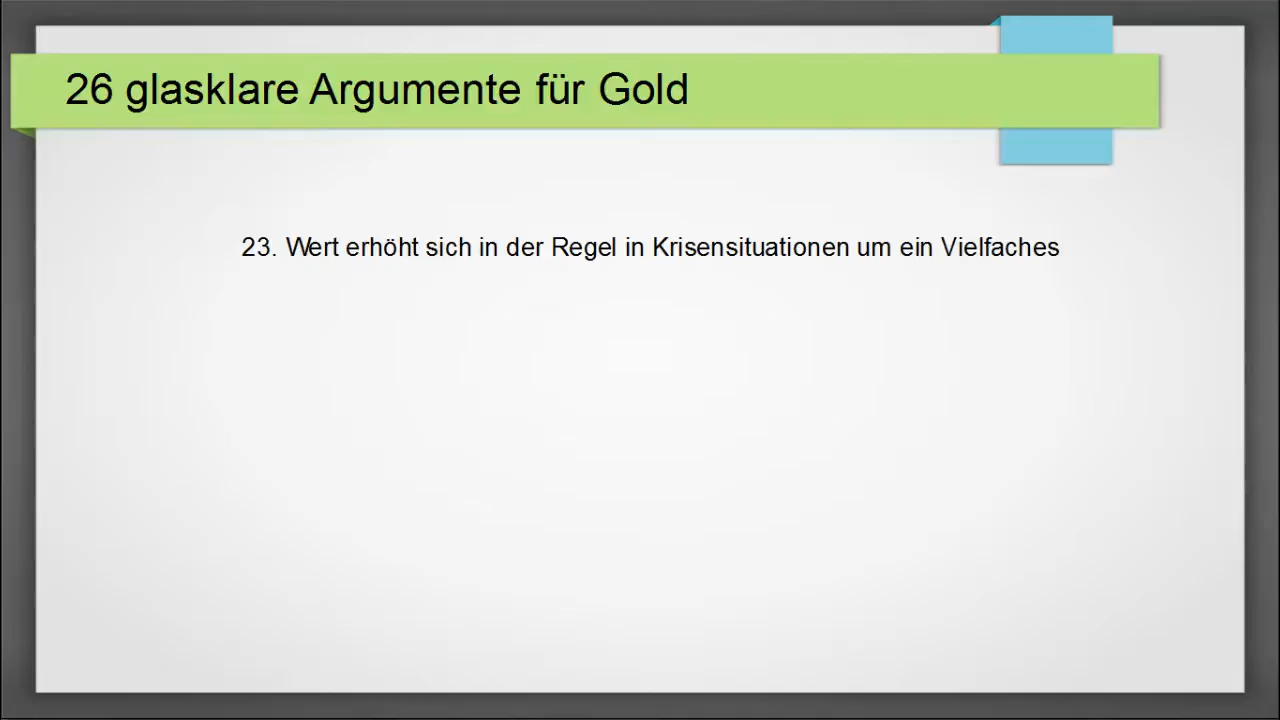 26 glasklare Argumente für Gold
23. Wert erhöht sich in der Regel in Krisensituationen um ein Vielfaches